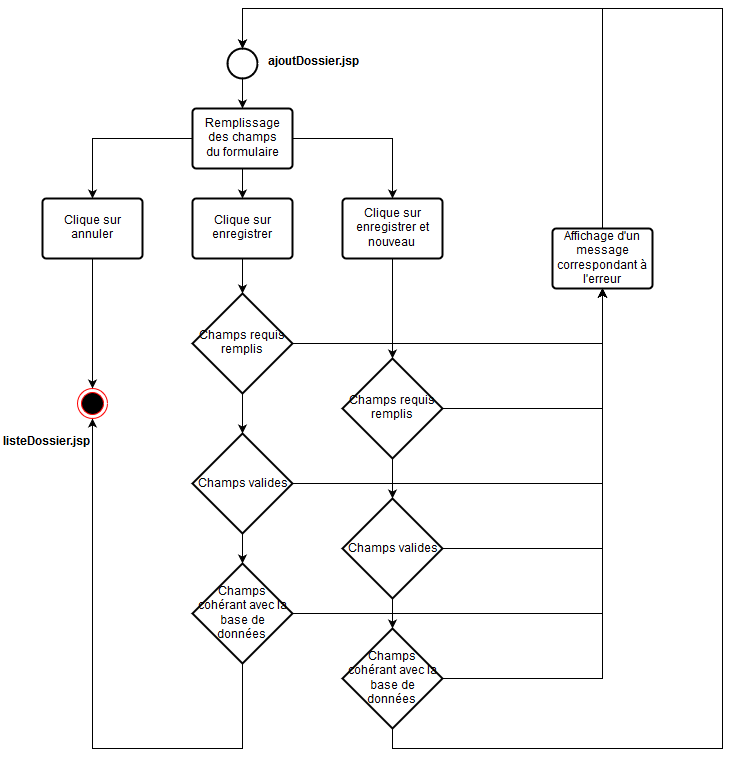 ajoutDossier.jsp
Remplissage
des champs
du formulaire
Clique sur
annuler
Clique sur
enregistrer
Clique sur
enregistrer et
nouveau
Affichage d'un
message
correspondant à
l'erreur
Champs requis
remplis
Champs requis
remplis
listeDossier.jsp
Champs valides
Champs valides
Champs
cohérant avec la
base de
données
Champs
cohérant avec la
base de
données